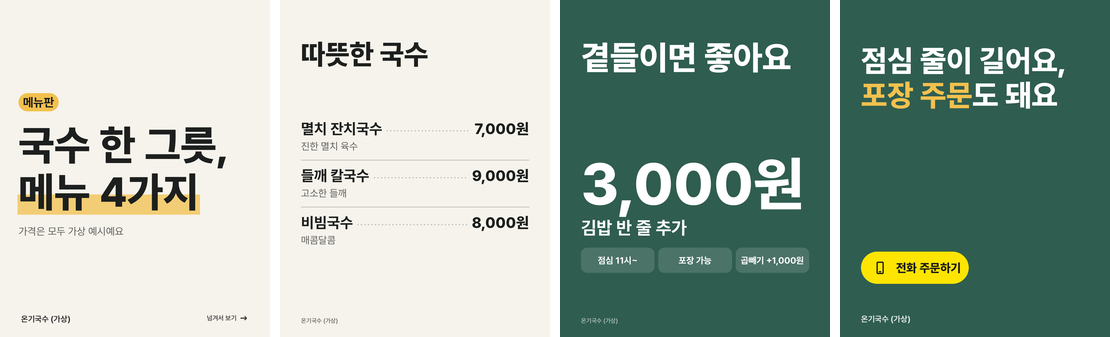 메뉴판
국수 한 그릇,
메뉴 4가지
가격은 모두 가상 예시예요
온기국수 (가상)
넘겨서 보기 →
따뜻한 국수
멸치 잔치국수 7,000원
진한 멸치 육수
들깨 칼국수 9,000원
고소한 들깨
비빔국수 8,000원
매콤달콤
온기국수 (가상)
곁들이면 좋아요
3,000원
김밥 반 줄 추가
점심 11시~
포장 가능
곱빼기 +1,000원
온기국수 (가상)
점심 줄이 길어요,
포장 주문도 돼요
전화 주문하기
온기국수 (가상)